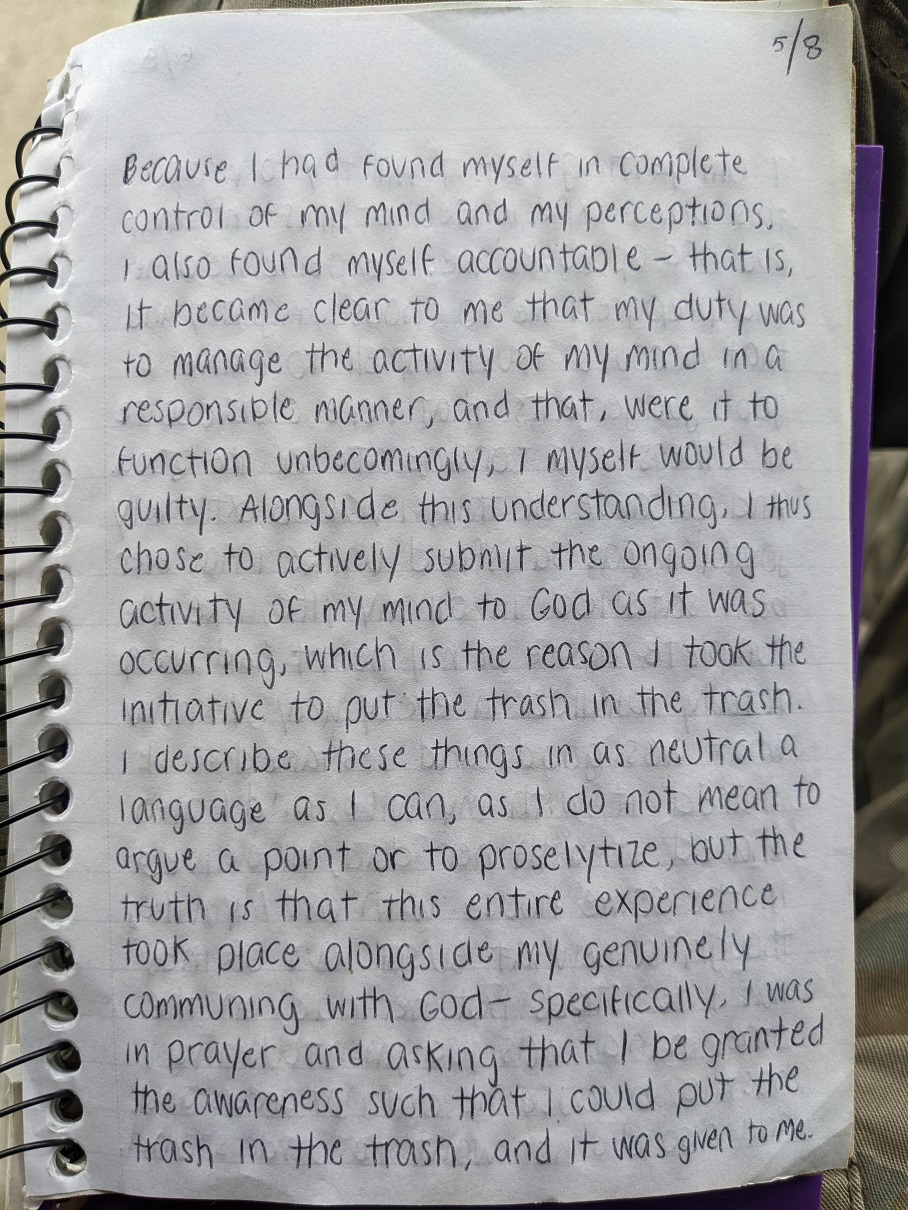 5/8
Because I had found myself in complete
control of my mind and my perceptions,
I also found myself accountable – that is,
it became clear to me that my duty was
to manage the activity of my mind in a
responsible manner, and that, were it to
function unbecomingly, I myself would be
guilty. Alongside this understanding, I thus
chose to actively submit the ongoing
activity of my mind to God as it was
occurring, which is the reason I took the
initiative to put the trash in the trash.
I describe these things in as neutral a
language as I can, as I do not mean to
argue a point or to proselytize, but the
truth is that this entire experience
took place alongside my genuinely
communing with God – specifically, I was
in prayer and asking that I be granted
the awareness such that I could put the
trash in the trash, and it was given to me.